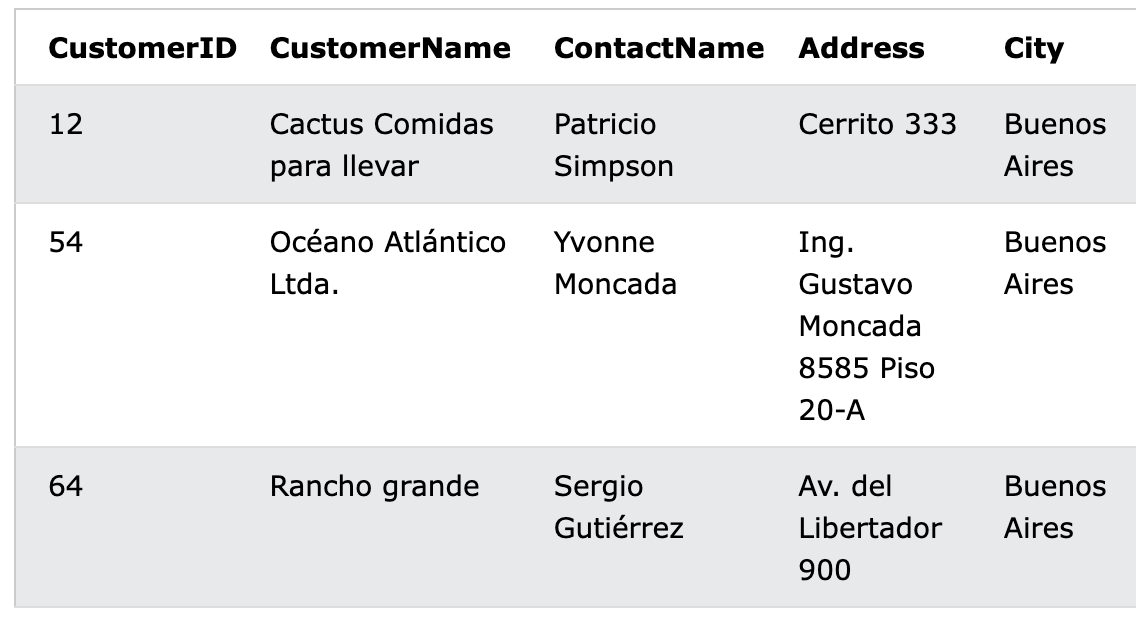 CustomerID CustomerName ContactName Address City
12 Cactus Comidas Patricio Cerrito 333 Buenos
para llevar Simpson Aires
54 Océano Atlántico Yvonne Ing. Buenos
Ltda. Moncada Gustavo Aires
Moncada
8585 Piso
20-A
64 Rancho grande Sergio Av. del Buenos
Gutiérrez Libertador Aires
900